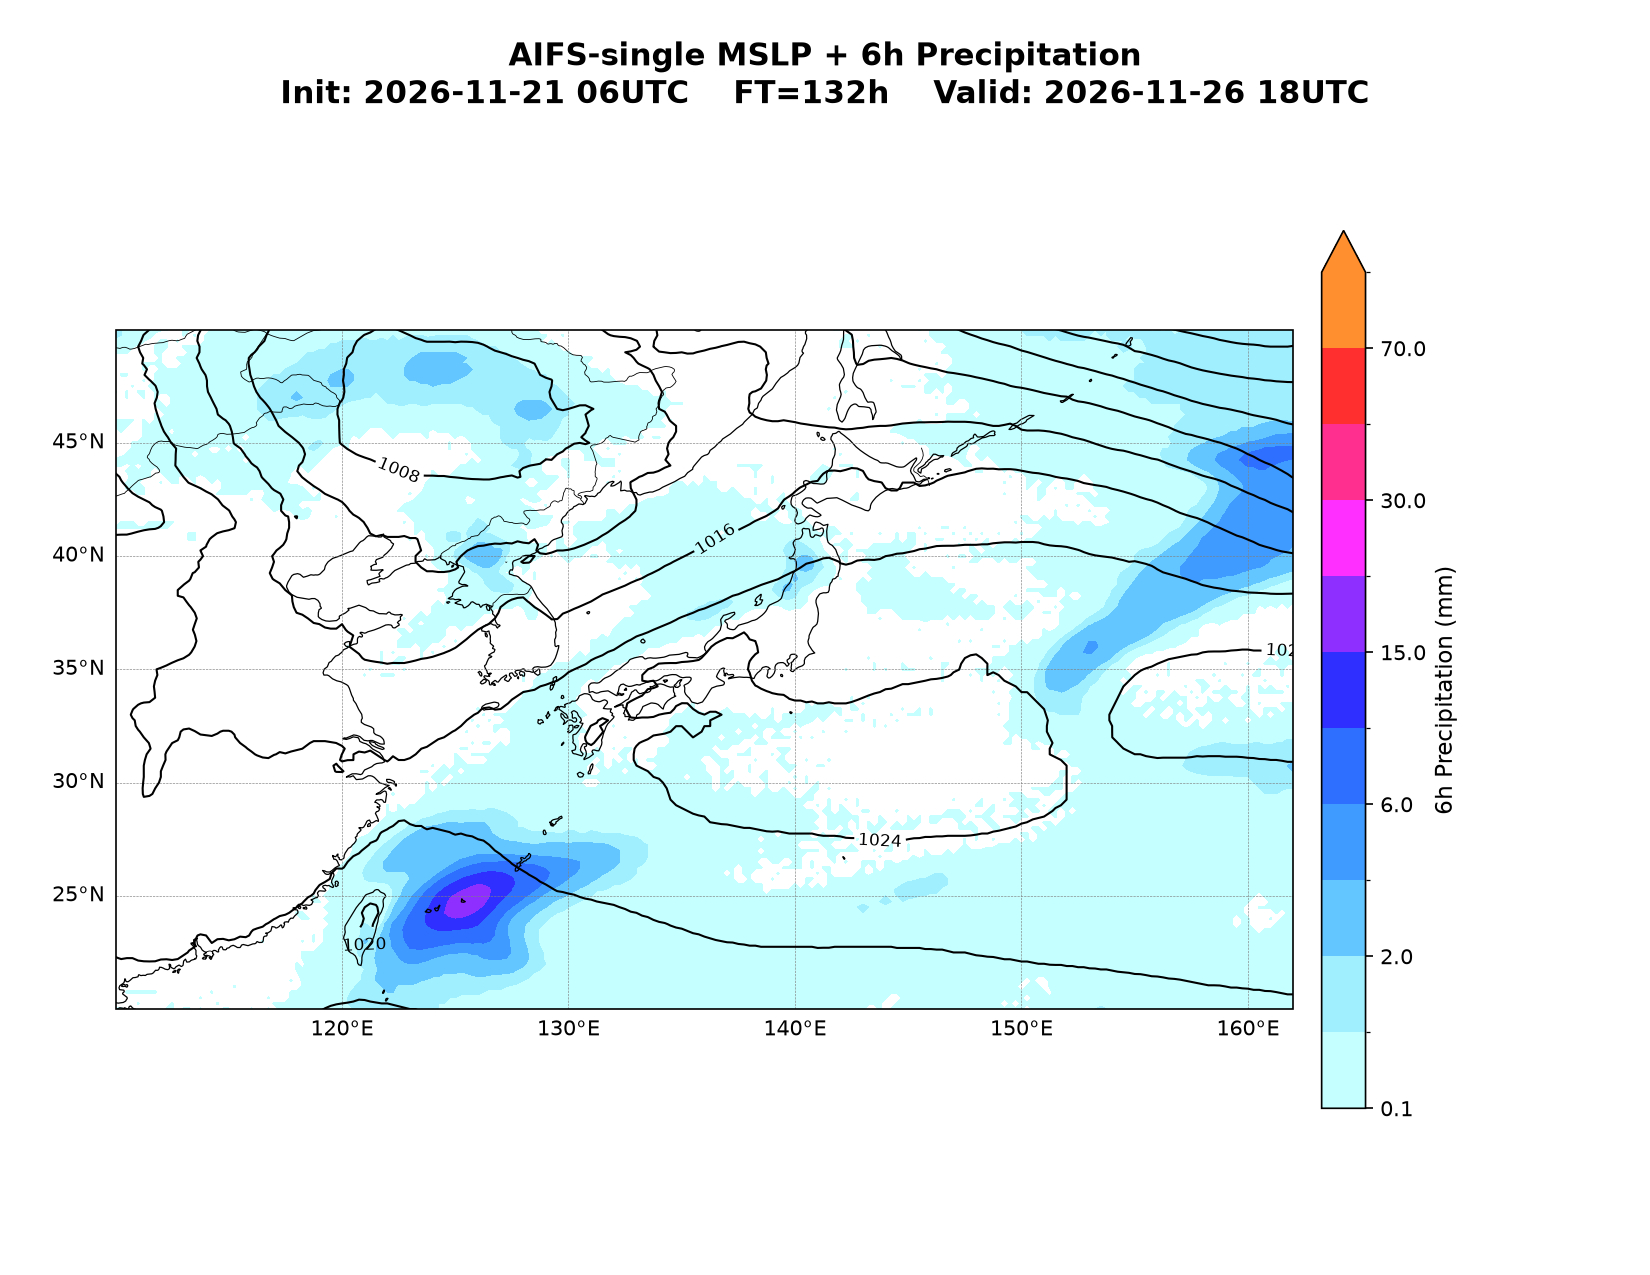 AIFS-single MSLP + 6h Precipitation
Init: 2026-11-21 06UTC    FT=132h    Valid: 2026-11-26 18UTC
70.0
45°N
1008
30.0
1016
40°N
6h Precipitation (mm)
102
35°N
15.0
30°N
6.0
1024
25°N
1020
2.0
120°E
130°E
140°E
150°E
160°E
0.1